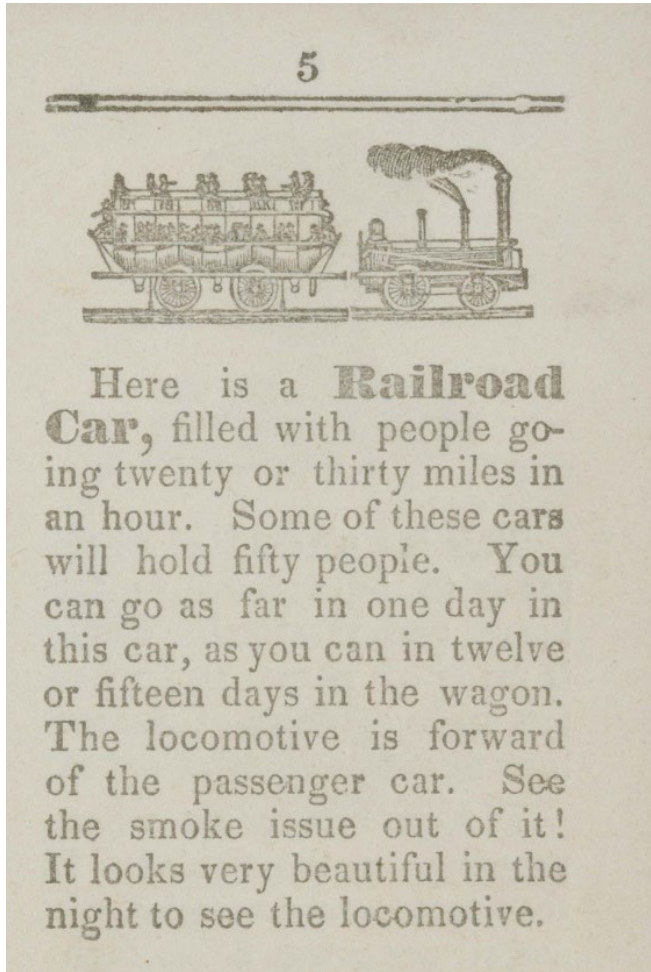 5
Here is a Railroad
Car, filled with people go-
ing twenty or thirty miles in
an hour. Some of these cars
will hold fifty people. You
can go as far in one day in
this car, as you can in twelve
or fifteen days in the wagon.
The locomotive is forward
of the passenger car. See
the smoke issue out of it!
It looks very beautiful in the
night to see the locomotive.